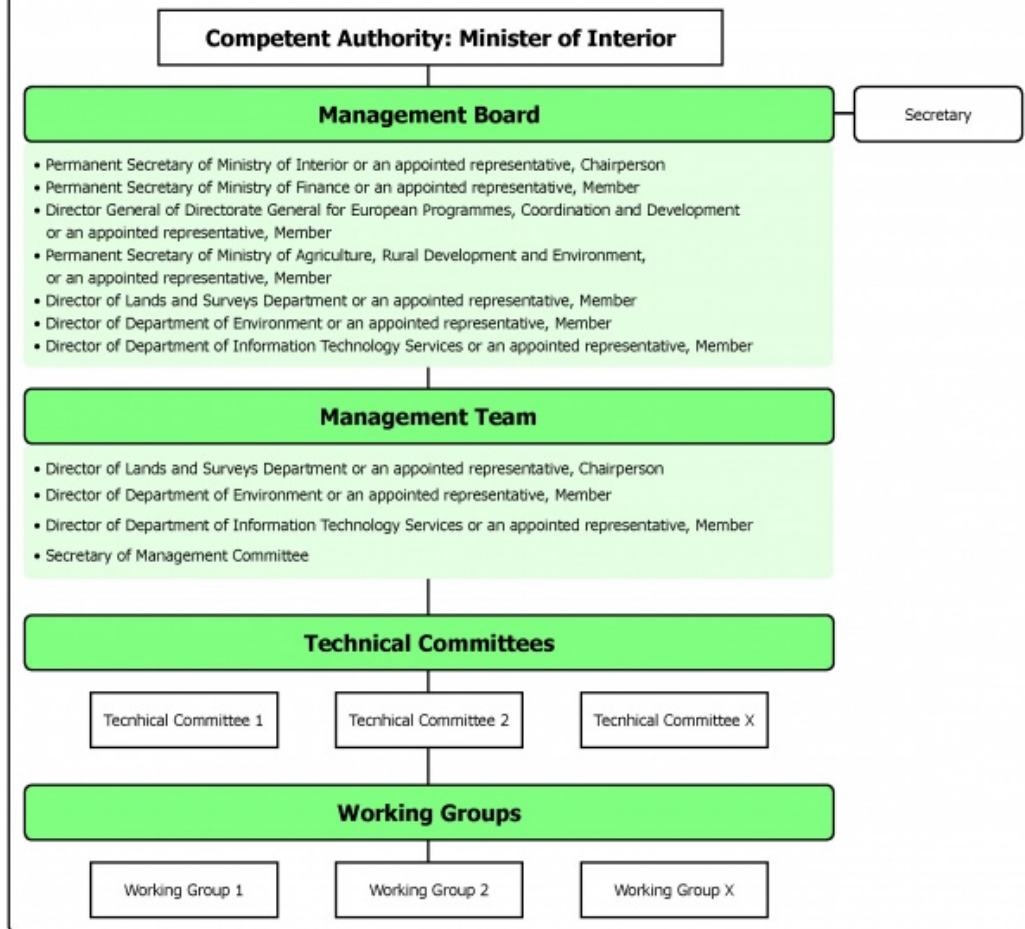 Competent Authority: Minister of Interior
Management Board
Secretary
• Permanent Secretary of Ministry of Interior or an appointed representative, Chairperson
• Permanent Secretary of Ministry of Finance or an appointed representative, Member
• Director General of Directorate General for European Programmes, Coordination and Development
or an appointed representative, Member
• Permanent Secretary of Ministry of Agriculture, Rural Development and Environment,
or an appointed representative, Member
• Director of Lands and Surveys Department or an appointed representative, Member
• Director of Department of Environment or an appointed representative, Member
• Director of Department of Information Technology Services or an appointed representative, Member
Management Team
• Director of Lands and Surveys Department or an appointed representative, Chairperson
• Director of Department of Environment or an appointed representative, Member
• Director of Department of Information Technology Services or an appointed representative, Member
• Secretary of Management Committee
Technical Committees
Tecnhical Committee 1
Tecnhical Committee 2
Tecnhical Committee X
Working Groups
Working Group 1
Working Group 2
Working Group X